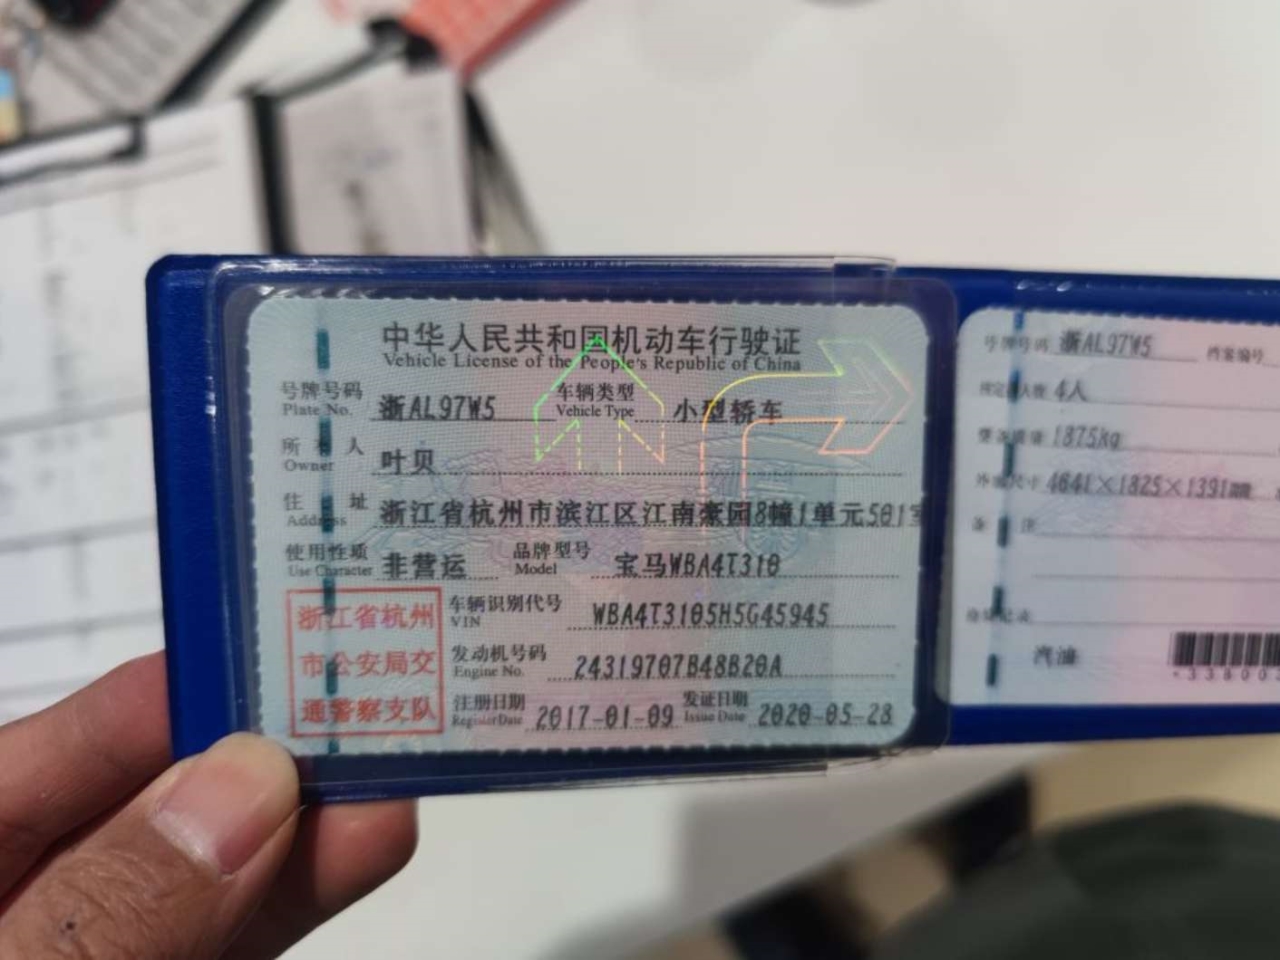 中华人民共和国机动车行驶证
Vehicle License of the People's Republic of China
号牌号码 浙AL97W5 车辆类型 小型轿车
Plate No. Vehicle Type
所有人 叶贝
Owner
住址 浙江省杭州市滨江区江南豪园8幢1单元501室
Address
使用性质 非营运 品牌型号 宝马WBA4T310
Use Character Model
浙江省杭州
市公安局交
通警察支队
车辆识别代号 WBA4T3105H5G45945
VIN
发动机号码 24319707B48B20A
Engine No.
注册日期 2017-01-09 发证日期 2020-05-28
Register Date Issue Date
号牌号码 浙AL97W5 档案编号
核定载人数 4人
整备质量 1875kg
外廓尺寸 4641×1825×1391mm
备注
检验记录
汽油